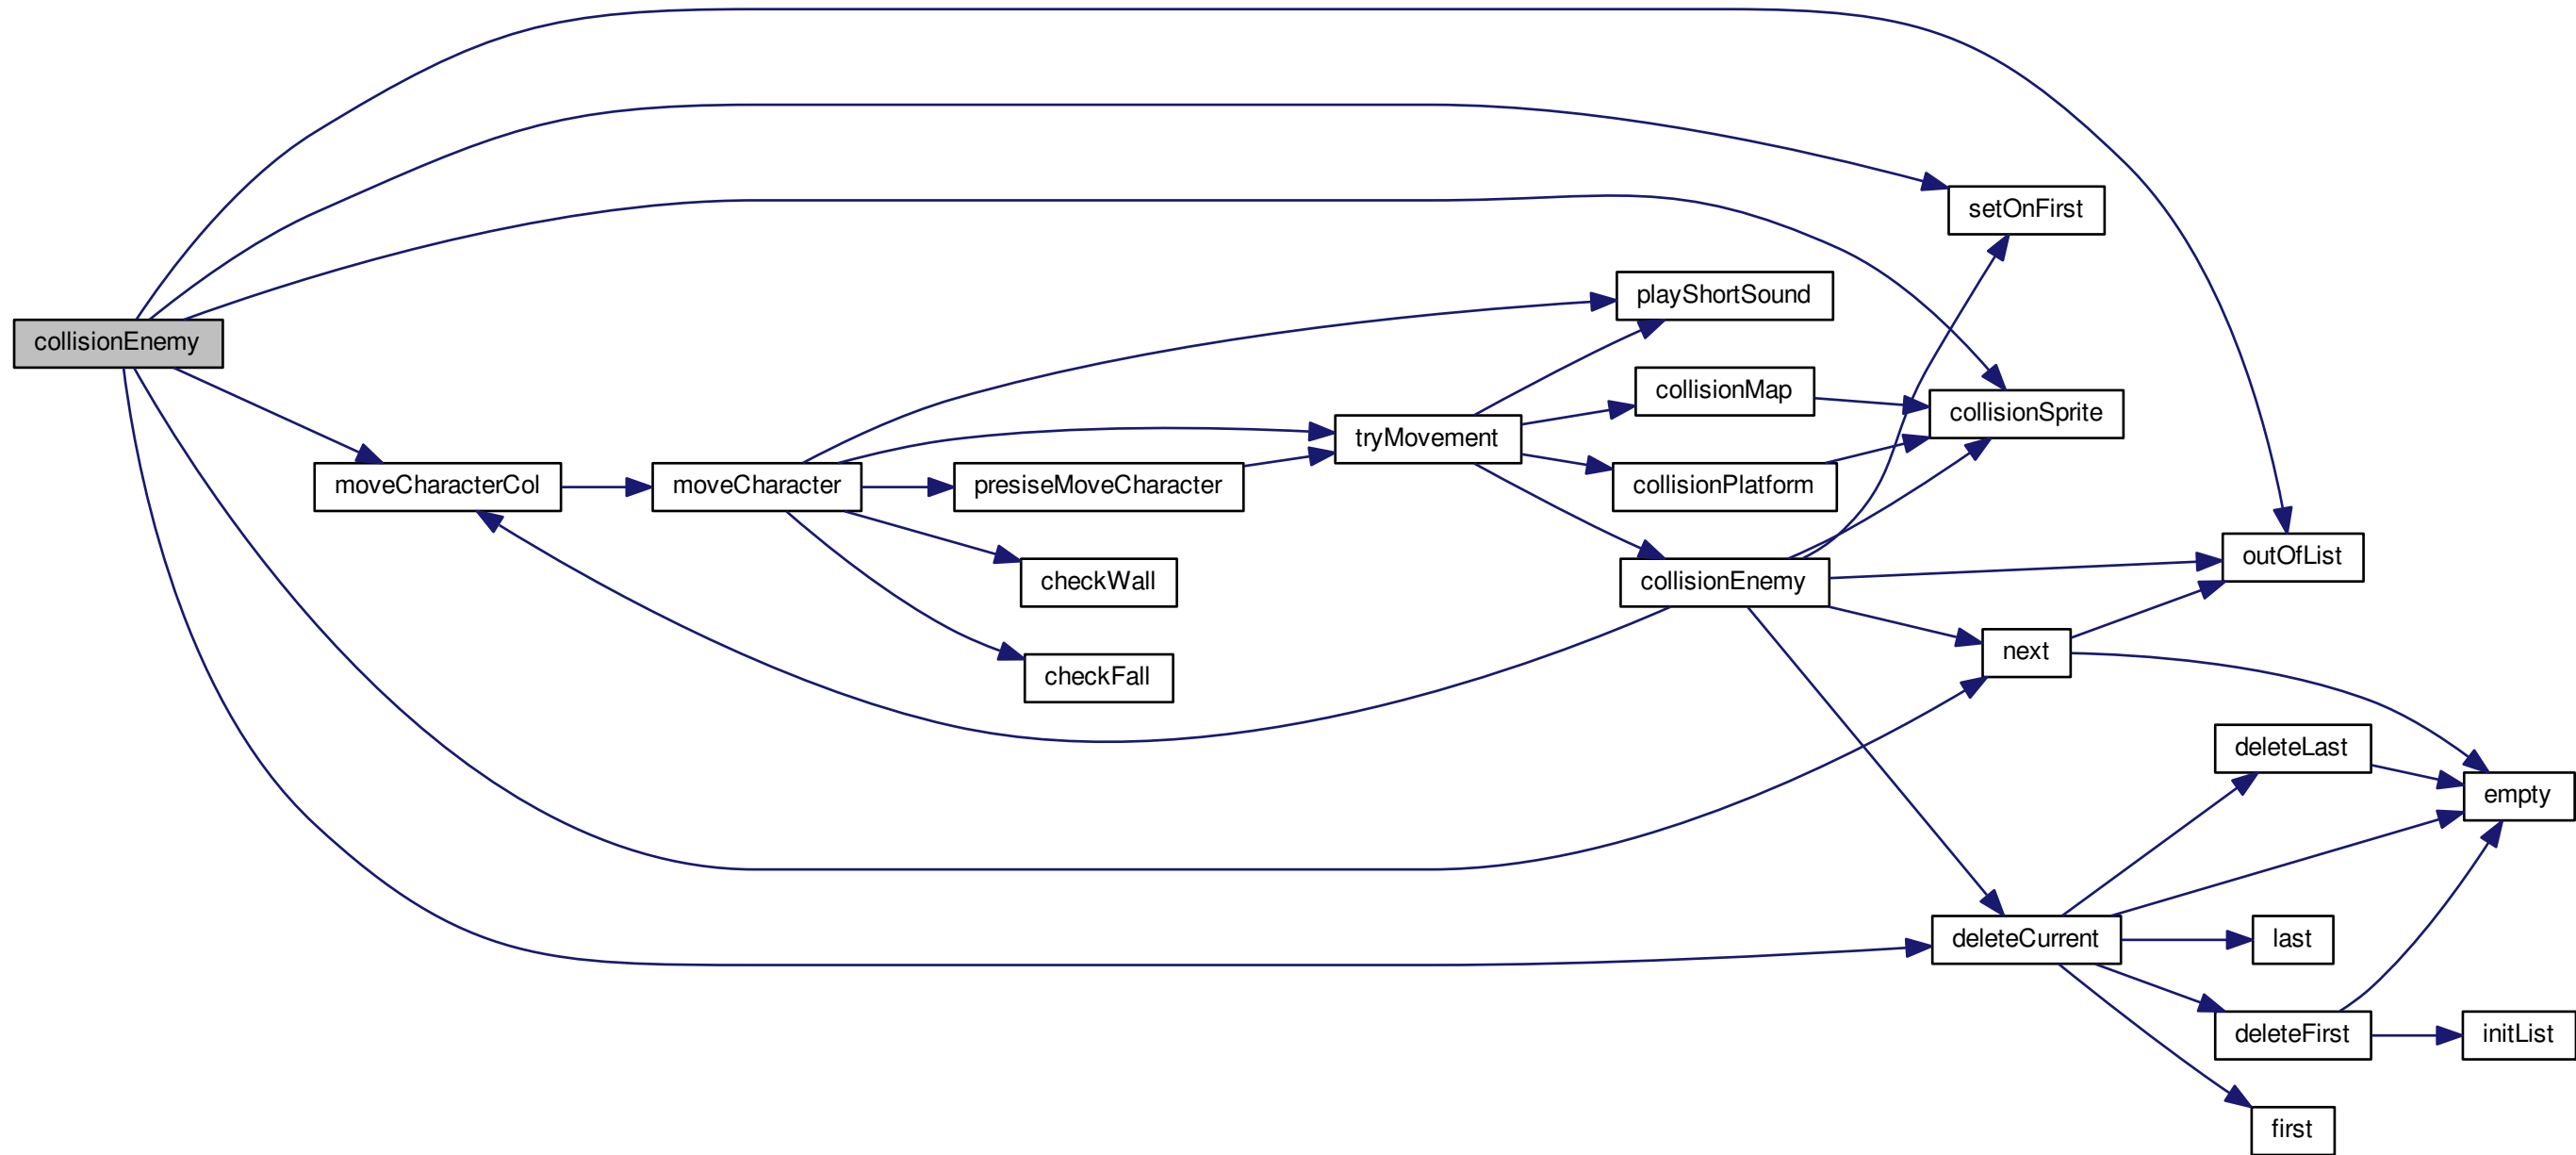 setOnFirst
playShortSound
collisionEnemy
collisionMap
collisionSprite
tryMovement
moveCharacterCol
moveCharacter
presiseMoveCharacter
collisionPlatform
outOfList
checkWall
collisionEnemy
next
checkFall
deleteLast
empty
deleteCurrent
last
deleteFirst
initList
first